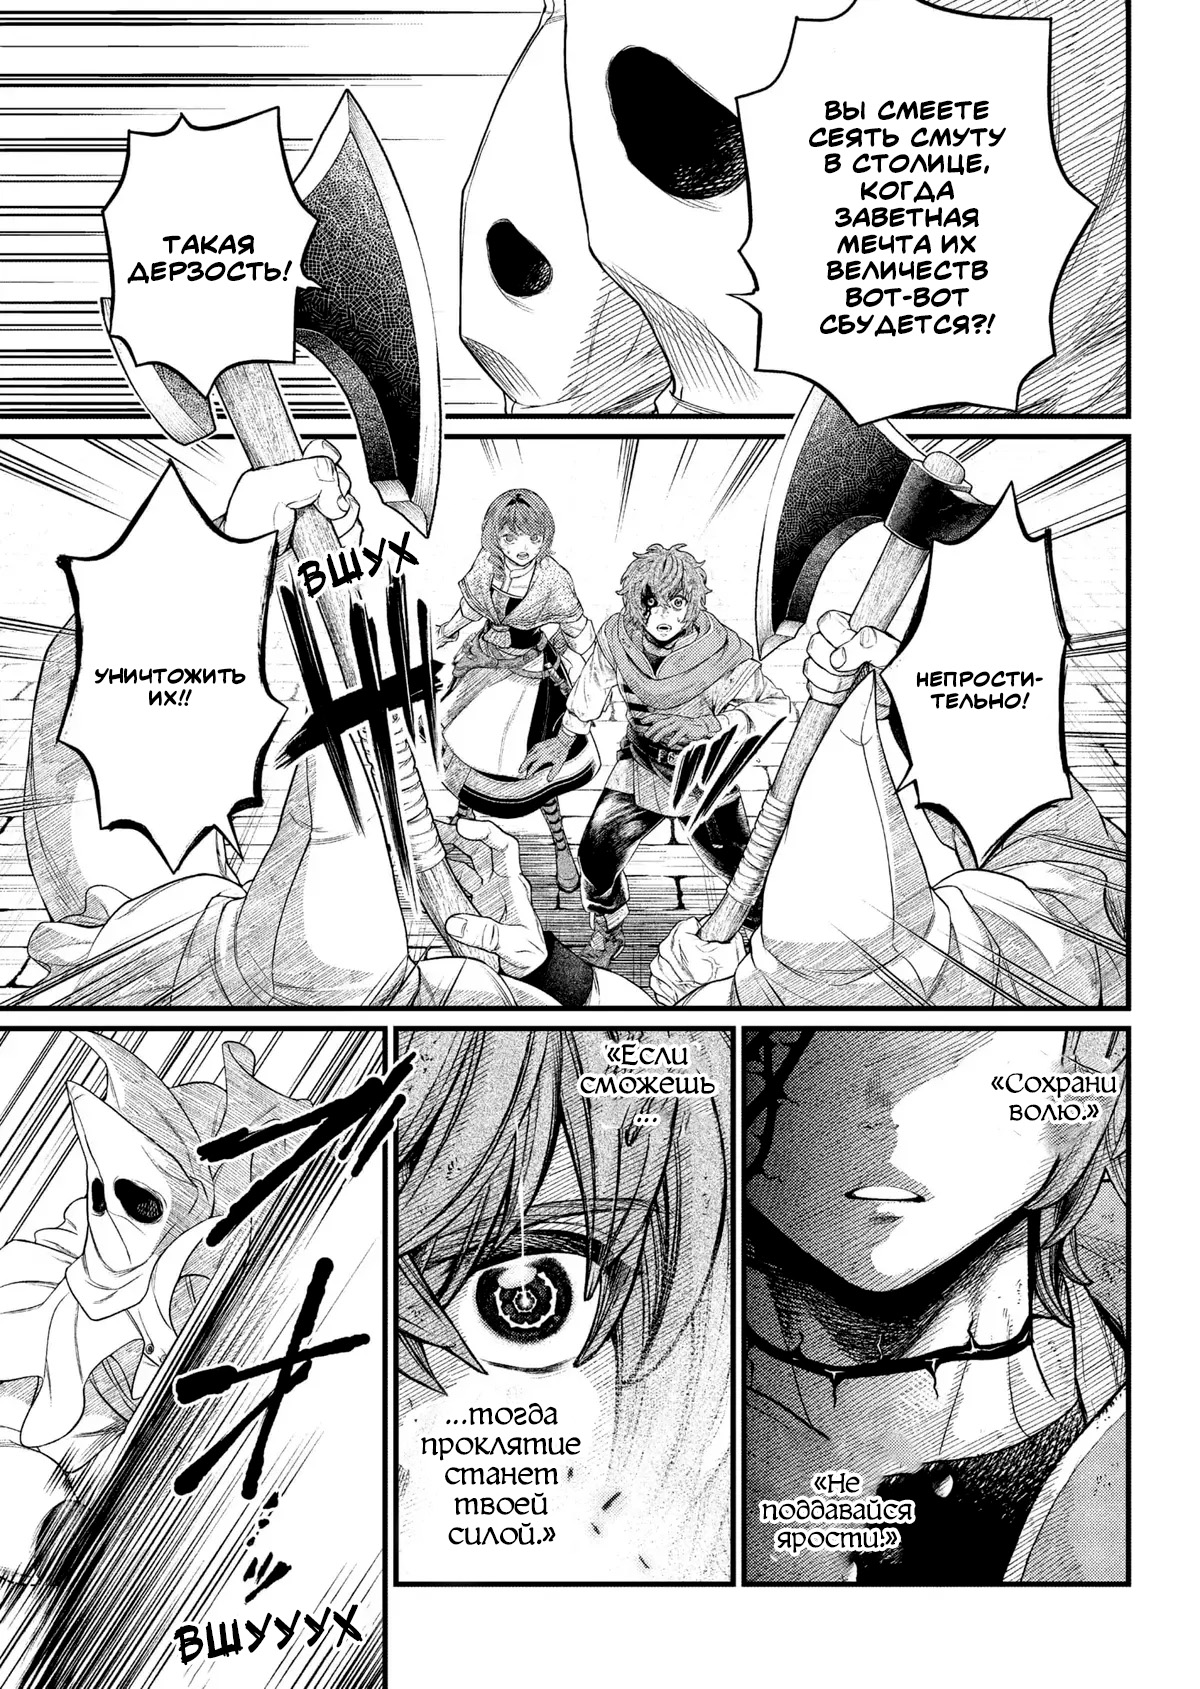 ВЫ СМЕЕТЕ
СЕЯТЬ СМУТУ
В СТОЛИЦЕ,
КОГДА
ЗАВЕТНАЯ
МЕЧТА ИХ
ВЕЛИЧЕСТВ
ВОТ-ВОТ
СБУДЕТСЯ?!
ТАКАЯ
ДЕРЗОСТЬ!
НЕПРОСТИ-
ТЕЛЬНО!
ВШУХ
УНИЧТОЖИТЬ
ИХ!!
«Сохрани
волю.»
«Не
поддавайся
ярости.»
«Если
сможешь
...
...тогда
проклятие
станет
твоей
силой.»
ВШУУУХ